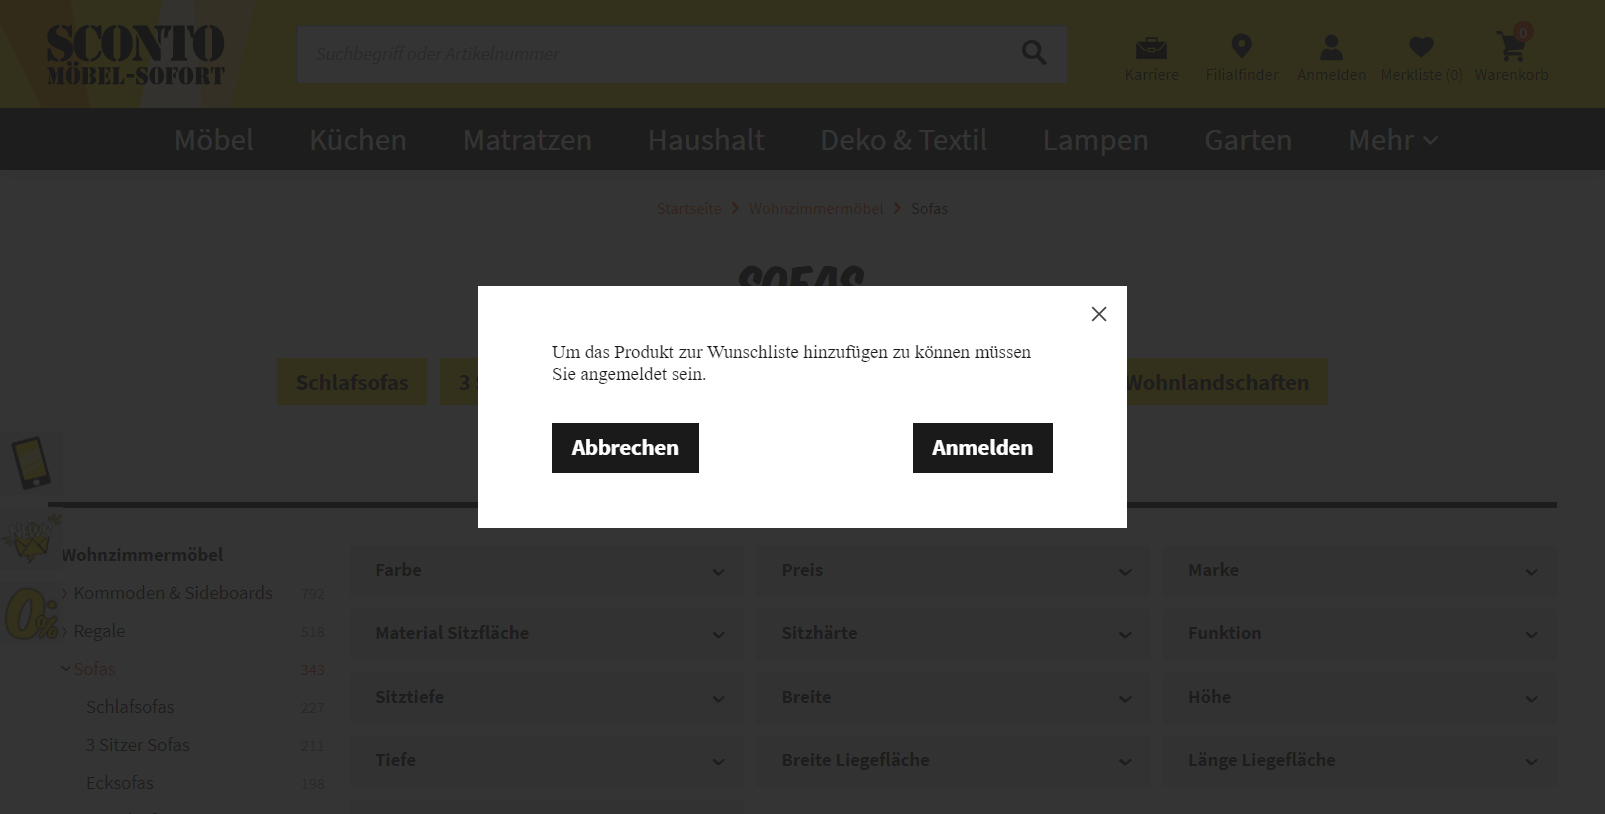 SCONTO
MÖBEL-SOFORT
Suchbegriff oder Artikelnummer
Karriere
Filialfinder
Anmelden
Merkliste (0)
0
Warenkorb
Möbel
Küchen
Matratzen
Haushalt
Deko & Textil
Lampen
Garten
Mehr
Startseite
Wohnzimmermöbel
Sofas
SOFAS
Um das Produkt zur Wunschliste hinzufügen zu können müssen
Sie angemeldet sein.
Abbrechen
Anmelden
Schlafsofas
3
Wohnlandschaften
NEWS
0%
Wohnzimmermöbel
Kommoden & Sideboards 792
Regale 518
Sofas 343
Schlafsofas 227
3 Sitzer Sofas 211
Ecksofas 198
Farbe
Preis
Marke
Material Sitzfläche
Sitzhärte
Funktion
Sitztiefe
Breite
Höhe
Tiefe
Breite Liegefläche
Länge Liegefläche